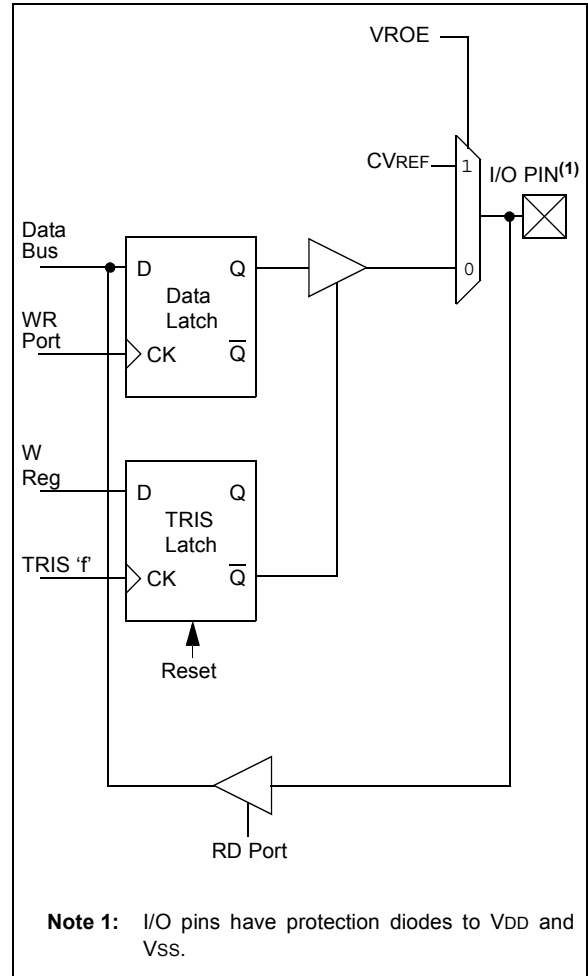 VROE
CVREF
1
I/O PIN(1)
Data
Bus
D
Q
0
Data
Latch
WR
Port
CK
Q
W
Reg
D
Q
TRIS
Latch
TRIS ‘f’
CK
Q
Reset
RD Port
Note 1: I/O pins have protection diodes to VDD and
VSS.